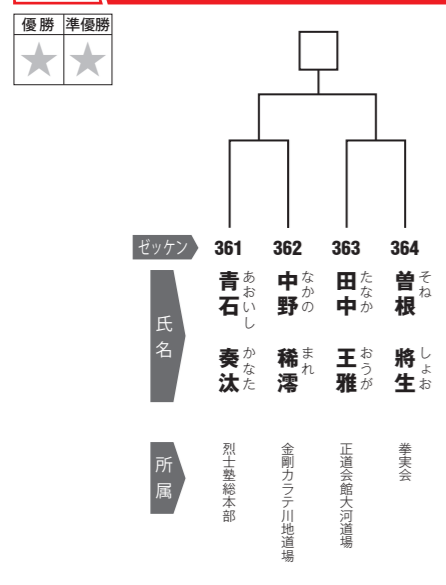 優勝 準優勝
ゼッケン 361 362 363 364
氏名
青石 奏汰
あおいし かなた
中野 稀澪
なかの まれ
田中 王雅
たなか おうが
曽根 將生
そね しょお
所属
烈士塾総本部
金剛カラテ川地道場
正道会館大河道場
拳実会